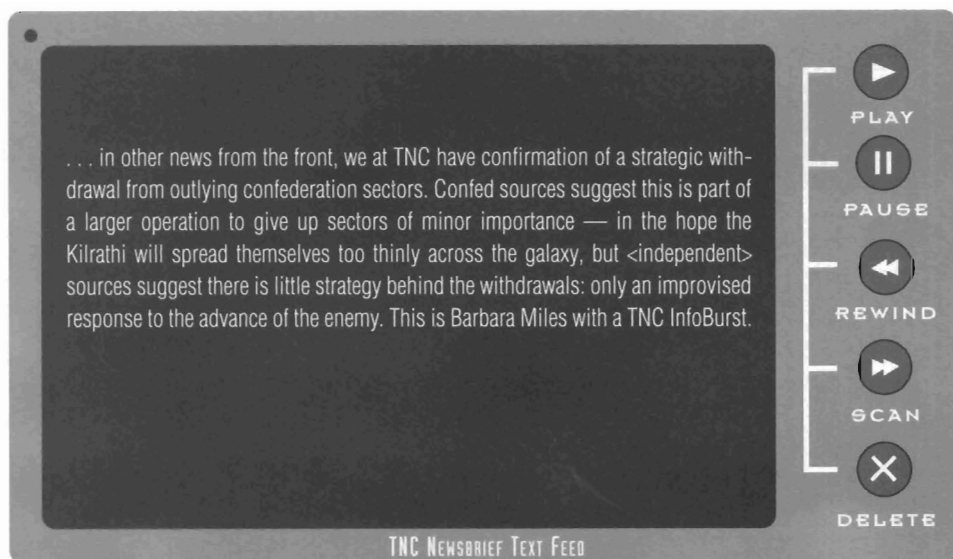 . . . in other news from the front, we at TNC have confirmation of a strategic with-
drawal from outlying confederation sectors. Confed sources suggest this is part of
a larger operation to give up sectors of minor importance — in the hope the
Kilrathi will spread themselves too thinly across the galaxy, but <independent>
sources suggest there is little strategy behind the withdrawals: only an improvised
response to the advance of the enemy. This is Barbara Miles with a TNC InfoBurst.
TNC NEWSBRIEF TEXT FEED
PLAY
PAUSE
REWIND
SCAN
DELETE